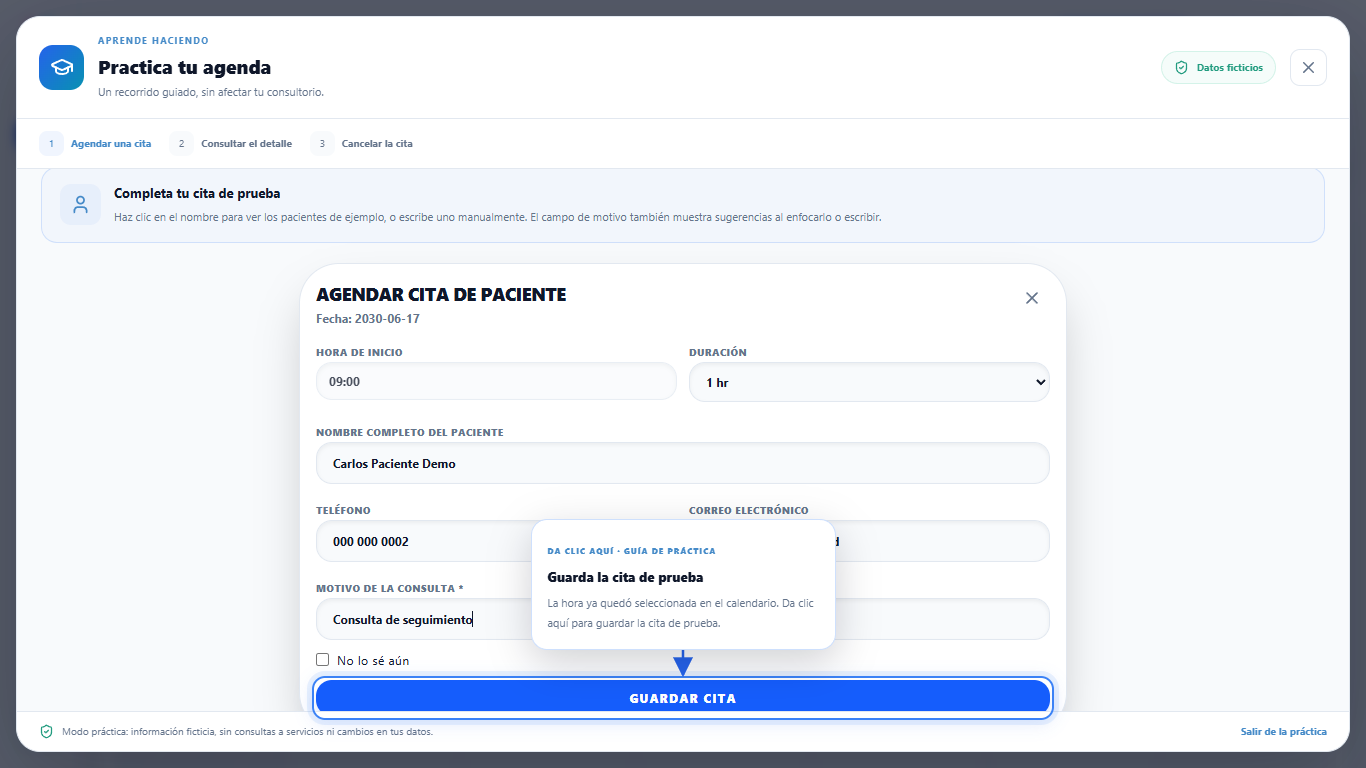 APRENDE HACIENDO
Practica tu agenda
Un recorrido guiado, sin afectar tu consultorio.
Datos ficticios
1 Agendar una cita
2 Consultar el detalle
3 Cancelar la cita
Completa tu cita de prueba
Haz clic en el nombre para ver los pacientes de ejemplo, o escribe uno manualmente. El campo de motivo también muestra sugerencias al enfocarlo o escribir.
AGENDAR CITA DE PACIENTE
Fecha: 2030-06-17
HORA DE INICIO
09:00
DURACIÓN
1 hr
NOMBRE COMPLETO DEL PACIENTE
Carlos Paciente Demo
TELÉFONO
000 000 0002
CORREO ELECTRÓNICO
DA CLIC AQUÍ · GUÍA DE PRÁCTICA
Guarda la cita de prueba
La hora ya quedó seleccionada en el calendario. Da clic
aquí para guardar la cita de prueba.
MOTIVO DE LA CONSULTA *
Consulta de seguimiento
No lo sé aún
GUARDAR CITA
Modo práctica: información ficticia, sin consultas a servicios ni cambios en tus datos.
Salir de la práctica